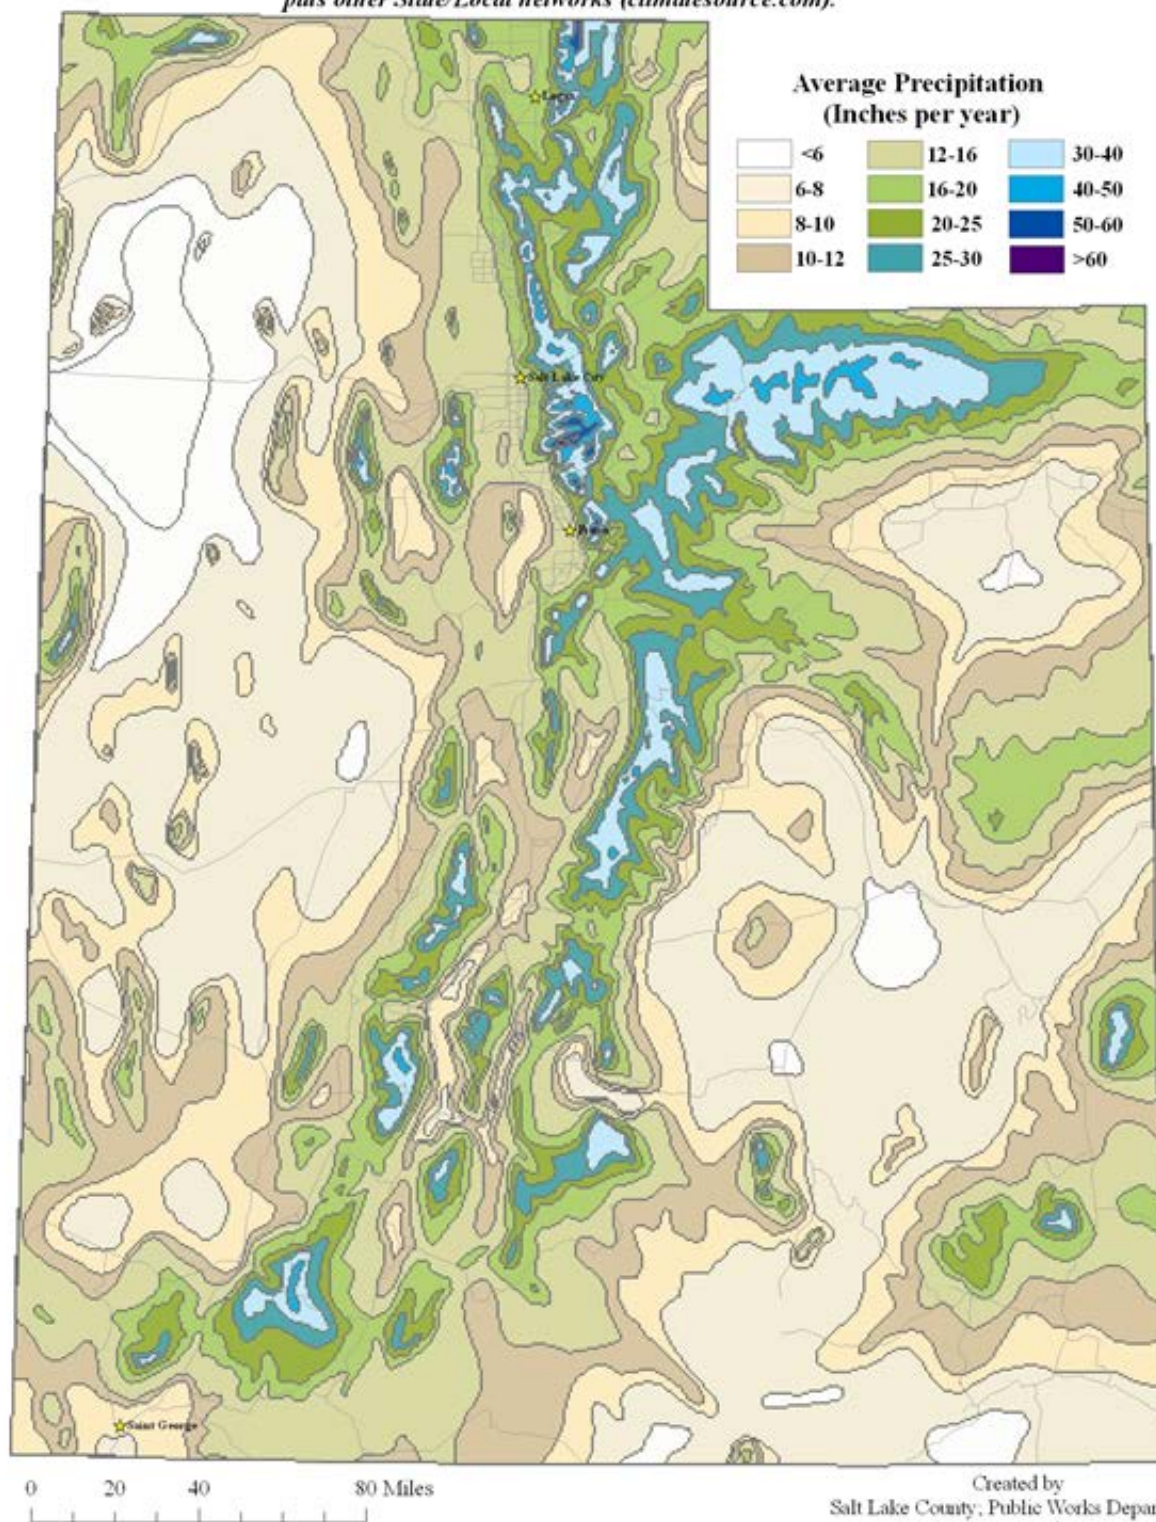 plus other State/Local networks (climatesource.com).
Average Precipitation
(Inches per year)
<6
6-8
8-10
10-12
12-16
16-20
20-25
25-30
30-40
40-50
50-60
>60
Logan
Salt Lake City
Provo
Saint George
0 20 40 80 Miles
Created by
Salt Lake County; Public Works Depar